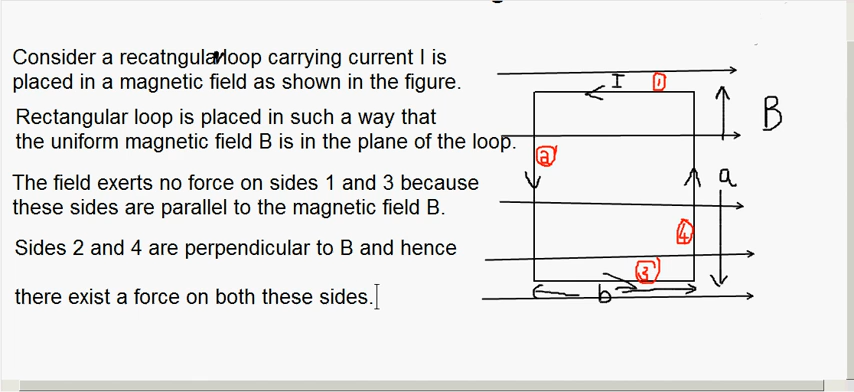 Consider a recatngularloop carrying current I is
placed in a magnetic field as shown in the figure.
Rectangular loop is placed in such a way that
the uniform magnetic field B is in the plane of the loop.
The field exerts no force on sides 1 and 3 because
these sides are parallel to the magnetic field B.
Sides 2 and 4 are perpendicular to B and hence
there exist a force on both these sides.
I 1
B
2
a
4
3
b